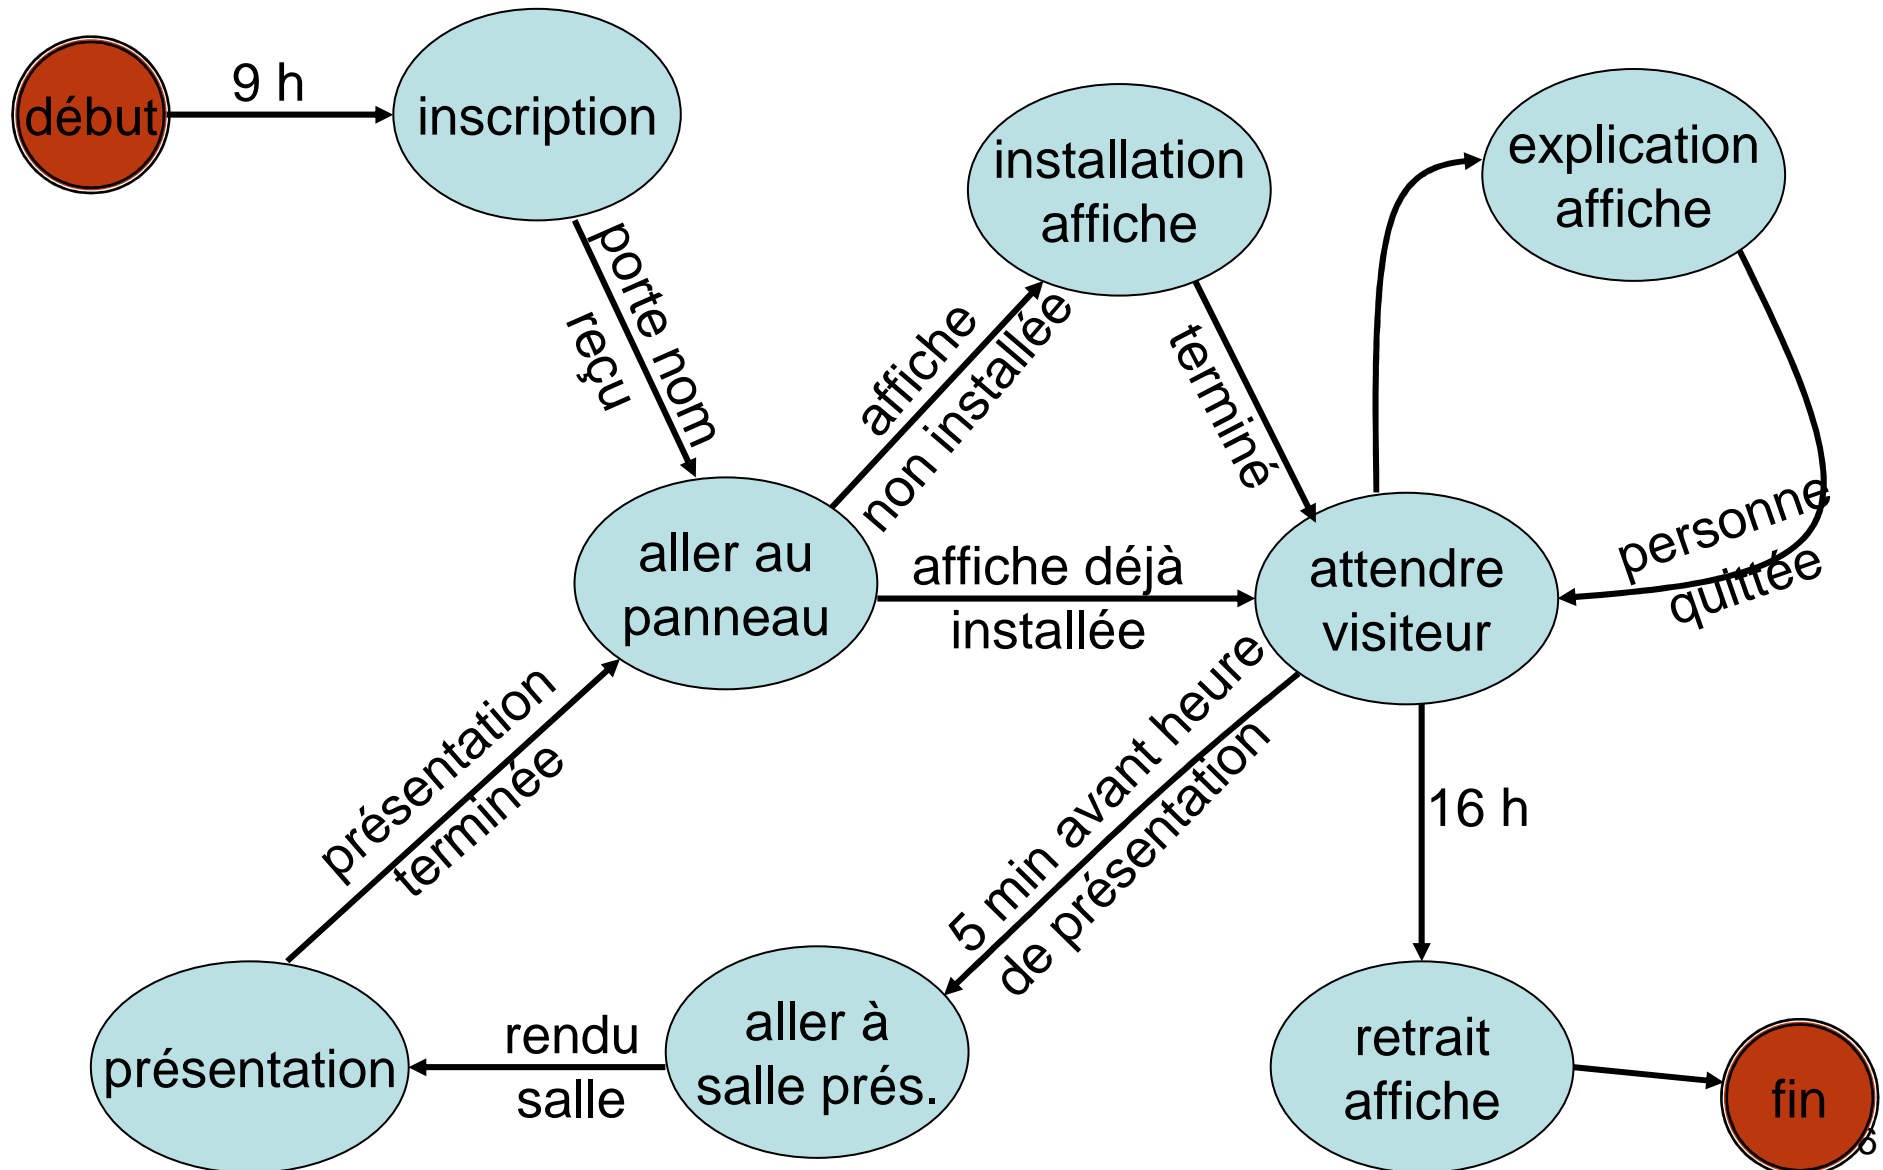 début
9 h
inscription
porte nom
reçu
installation
affiche
explication
affiche
affiche
non installée
terminé
aller au
panneau
affiche déjà
installée
attendre
visiteur
personne
quittée
présentation
terminée
5 min avant heure
de présentation
16 h
présentation
rendu
salle
aller à
salle prés.
retrait
affiche
fin
6